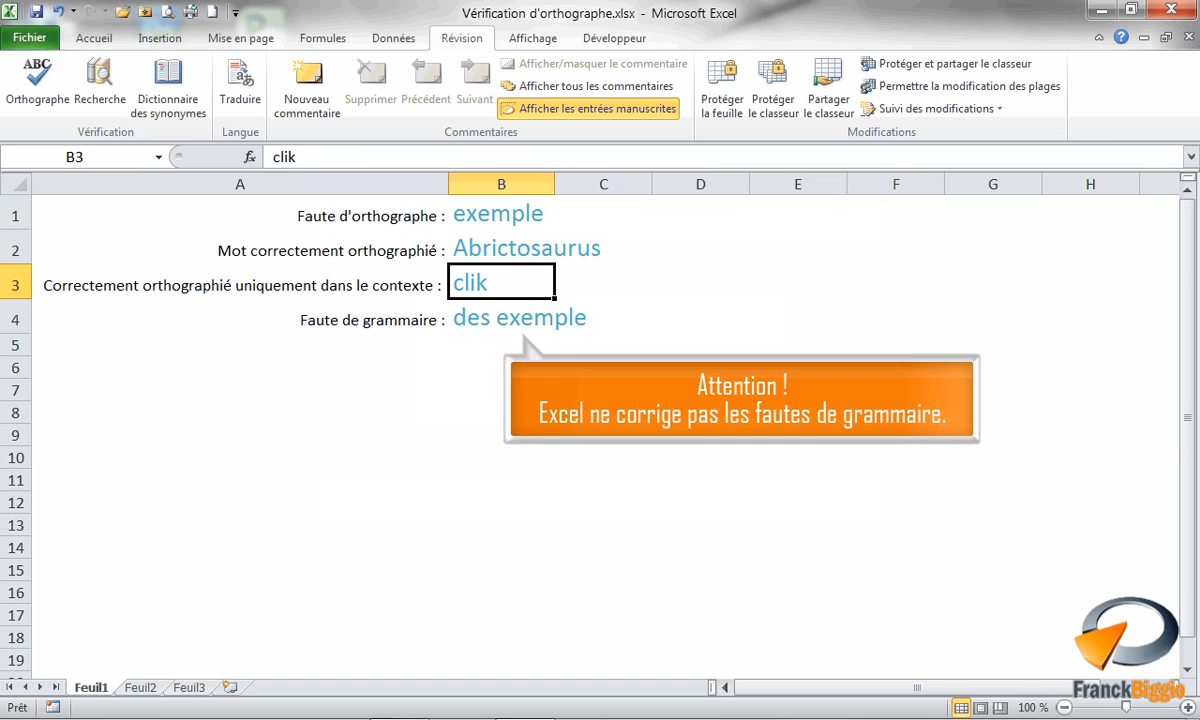 Vérification d'orthographe.xlsx - Microsoft Excel
Fichier Accueil Insertion Mise en page Formules Données Révision Affichage Développeur
ABC
Orthographe Recherche Dictionnaire des synonymes
Vérification
Traduire
Langue
Nouveau commentaire Supprimer Précédent Suivant
Afficher/masquer le commentaire
Afficher tous les commentaires
Afficher les entrées manuscrites
Commentaires
Protéger la feuille Protéger le classeur Partager le classeur
Protéger et partager le classeur
Permettre la modification des plages
Suivi des modifications
Modifications
B3 fx clik
A B C D E F G H
1 Faute d'orthographe : exemple
2 Mot correctement orthographié : Abrictosaurus
3 Correctement orthographié uniquement dans le contexte : clik
4 Faute de grammaire : des exemple
5
6
7
8
9
10
11
12
13
14
15
16
17
18
19
Attention !
Excel ne corrige pas les fautes de grammaire.
FranckBiggio
Feuil1 Feuil2 Feuil3
Prêt 100 %